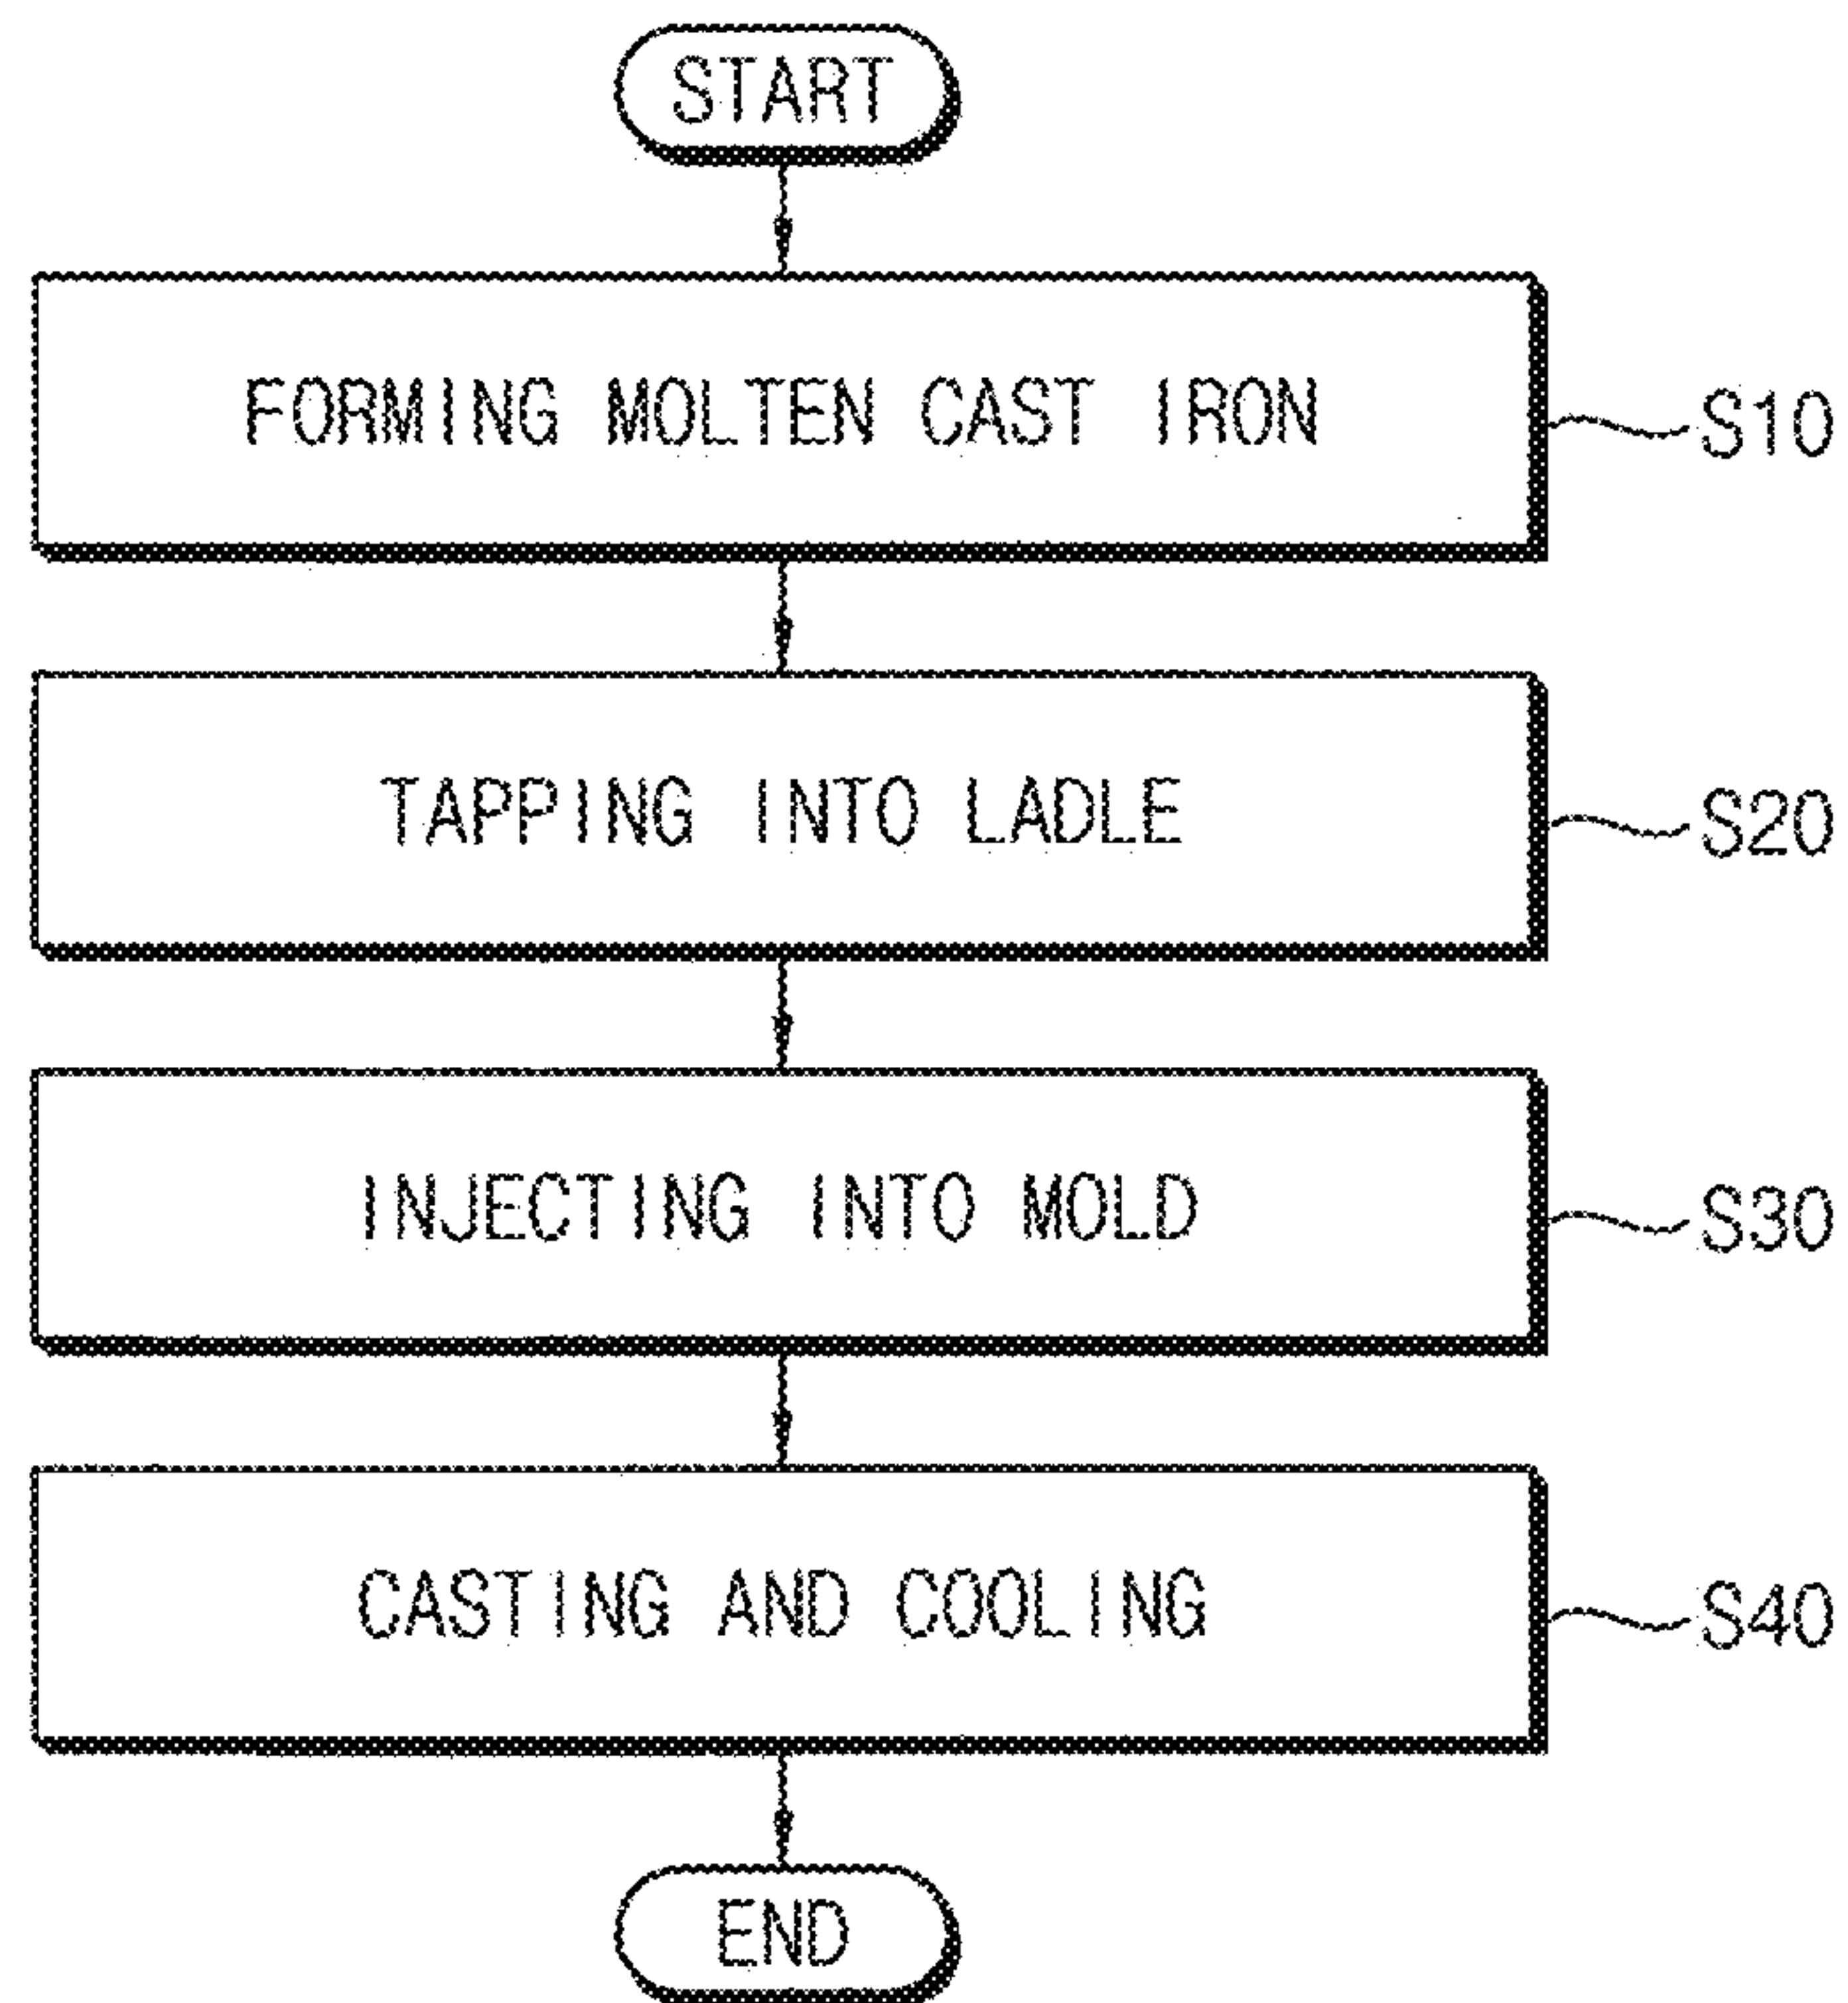 START
FORMING MOLTEN CAST IRON
S10
TAPPING INTO LADLE
S20
INJECTING INTO MOLD
S30
CASTING AND COOLING
S40
END